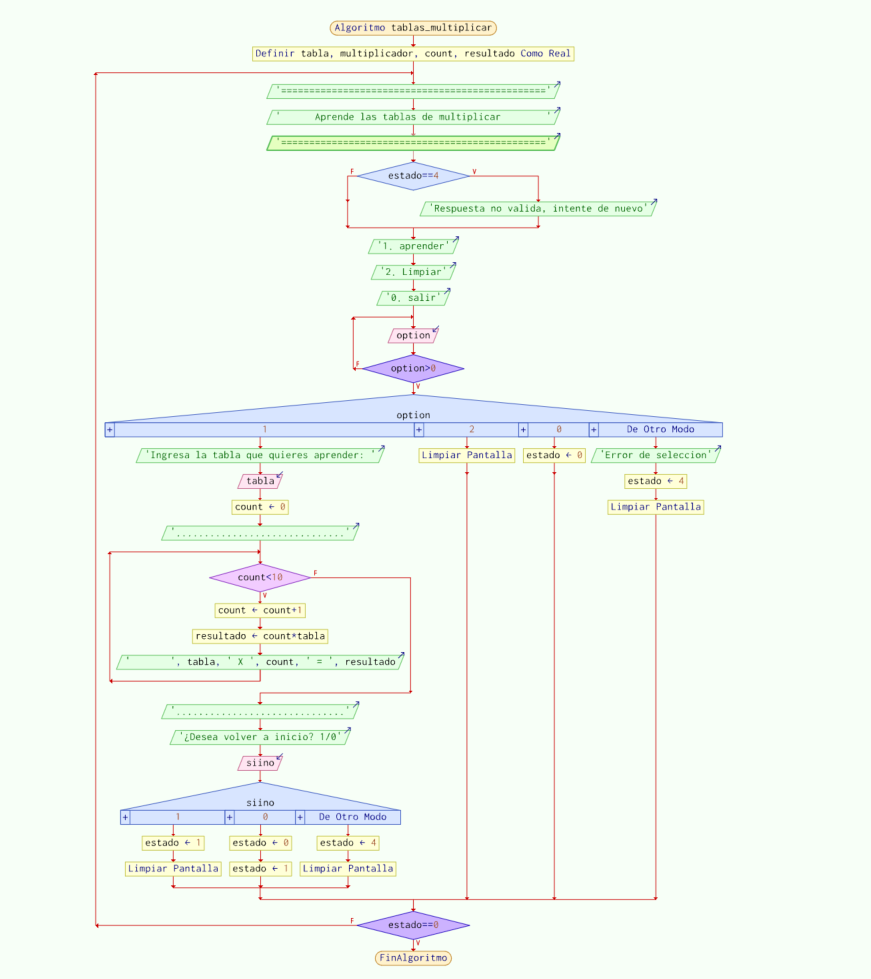 Algoritmo tablas_multiplicar
Definir tabla, multiplicador, count, resultado Como Real
'==============================================='
'      Aprende las tablas de multiplicar        '
'==============================================='
estado==4
F
V
'Respuesta no valida, intente de nuevo'
'1. aprender'
'2. Limpiar'
'0. salir'
option
option>0
F
V
option
+ 1 + 2 + 0 + De Otro Modo
'Ingresa la tabla que quieres aprender: '
Limpiar Pantalla
estado ← 0
'Error de seleccion'
tabla
estado ← 4
count ← 0
Limpiar Pantalla
'..............................'
count<10
F
V
count ← count+1
resultado ← count*tabla
'       ', tabla, ' X ', count, ' = ', resultado
'..............................'
'¿Desea volver a inicio? 1/0'
siino
siino
+ 1 + 0 + De Otro Modo
estado ← 1
estado ← 0
estado ← 4
Limpiar Pantalla
estado ← 1
Limpiar Pantalla
estado==0
F
V
FinAlgoritmo